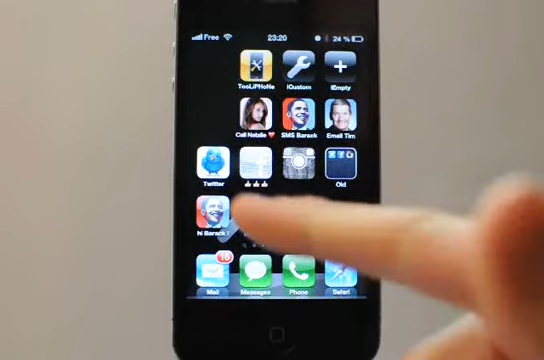 Free 23:20 24 %
TooLiPHoNe iCustom iEmpty
Call Natalie SMS Barack Email Tim
Twitter Old
hi Barack !
18
Mail Messages Phone Safari